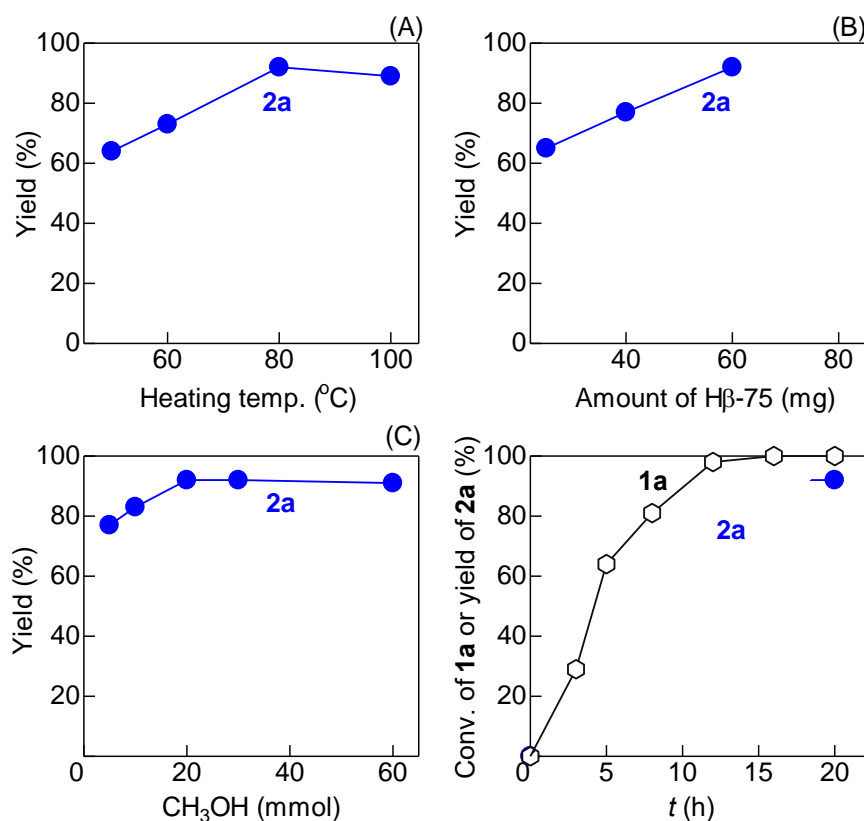 (A)
100
80
60
40
20
0
Yield (%)
2a
60 80 100
Heating temp. (°C)
(B)
100
80
60
40
20
0
Yield (%)
2a
40 60 80
Amount of Hβ-75 (mg)
(C)
100
80
60
40
20
Yield (%)
2a
0 20 40 60
CH₃OH (mmol)
100
80
60
40
20
Conv. of 1a or yield of 2a (%)
1a
2a
0 5 10 15 20
t (h)